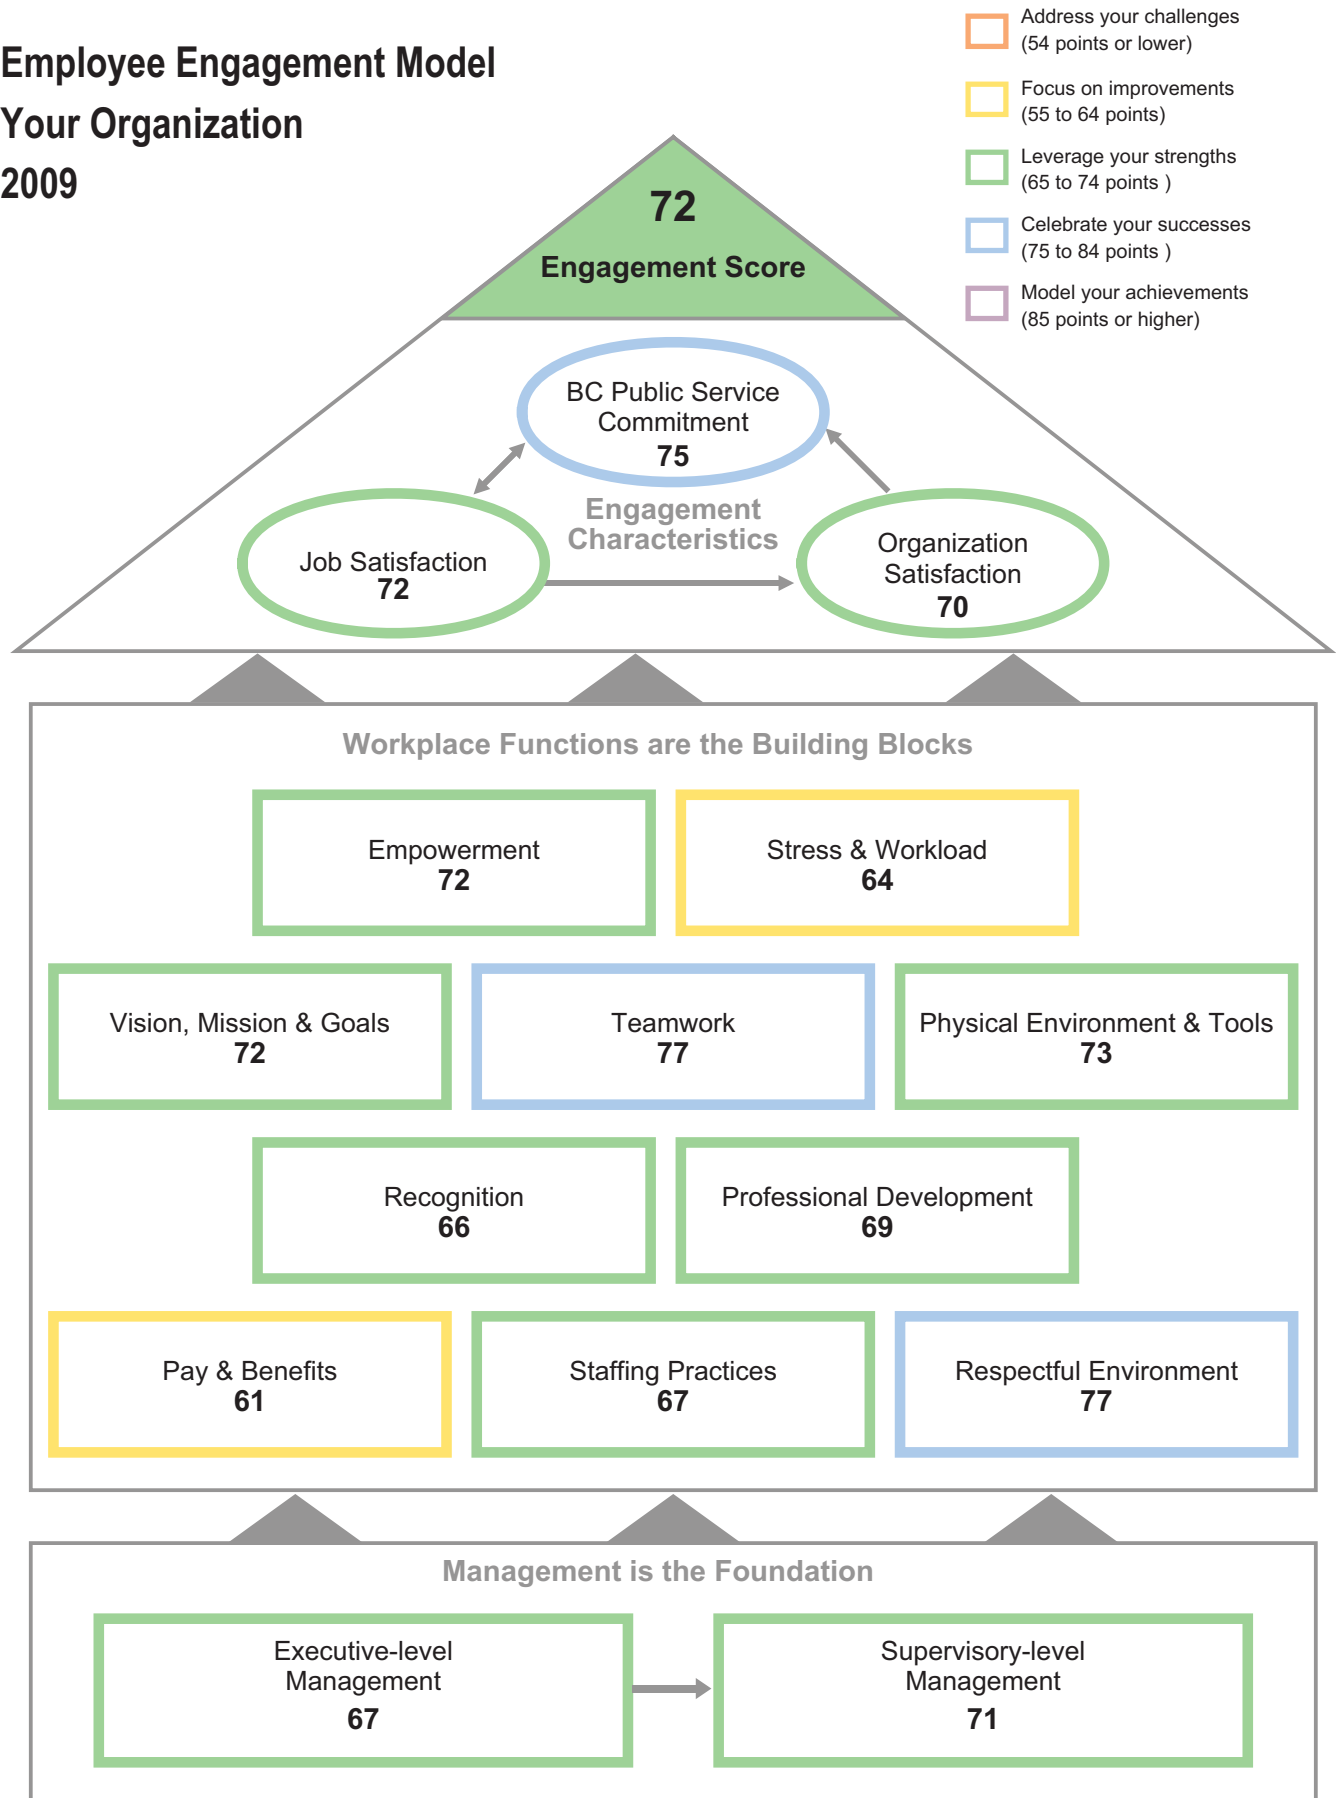 Employee Engagement Model
Your Organization
2009
Address your challenges
(54 points or lower)
Focus on improvements
(55 to 64 points)
Leverage your strengths
(65 to 74 points )
Celebrate your successes
(75 to 84 points )
Model your achievements
(85 points or higher)
72
Engagement Score
BC Public Service
Commitment
75
Engagement
Characteristics
Job Satisfaction
72
Organization
Satisfaction
70
Workplace Functions are the Building Blocks
Empowerment
72
Stress & Workload
64
Vision, Mission & Goals
72
Teamwork
77
Physical Environment & Tools
73
Recognition
66
Professional Development
69
Pay & Benefits
61
Staffing Practices
67
Respectful Environment
77
Management is the Foundation
Executive-level
Management
67
Supervisory-level
Management
71